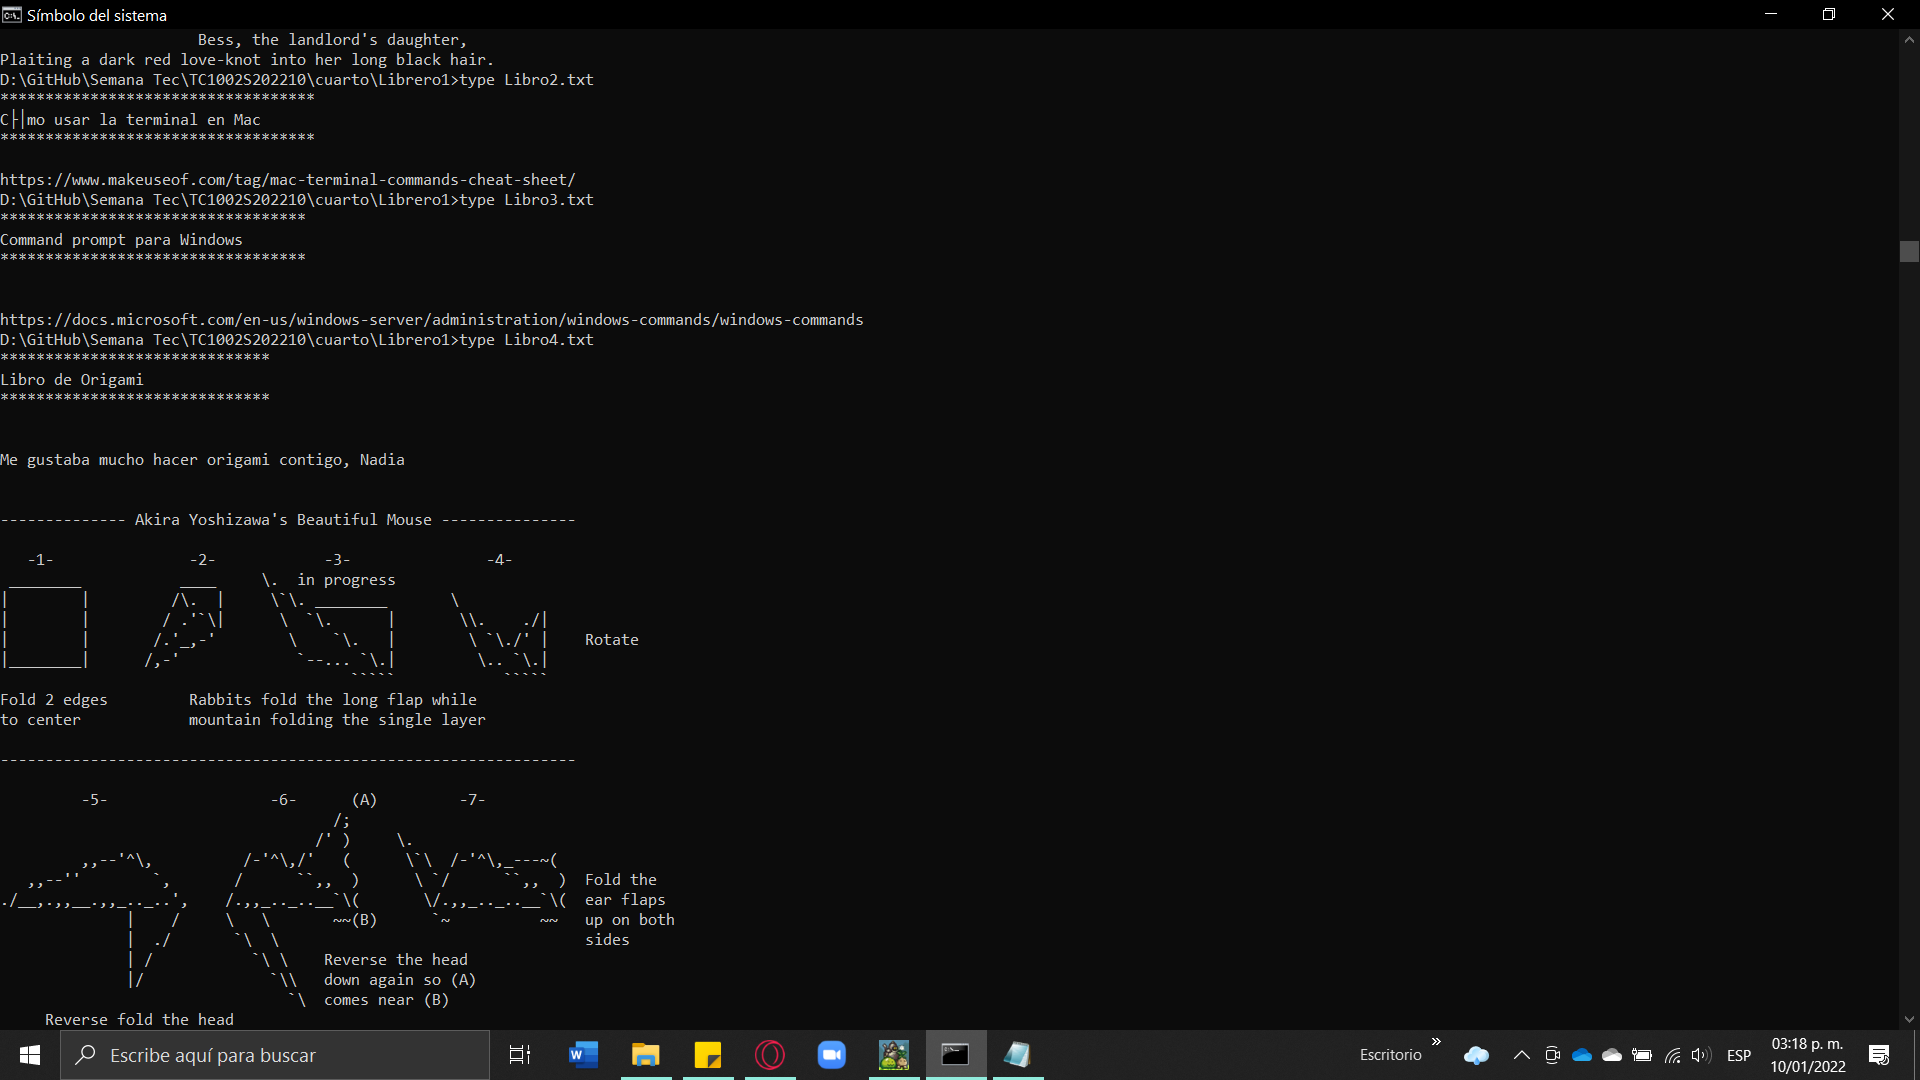 Símbolo del sistema
                      Bess, the landlord's daughter,
Plaiting a dark red love-knot into her long black hair.
D:\GitHub\Semana Tec\TC1002S202210\cuarto\Librero1>type Libro2.txt
***********************************
C├│mo usar la terminal en Mac
***********************************

https://www.makeuseof.com/tag/mac-terminal-commands-cheat-sheet/
D:\GitHub\Semana Tec\TC1002S202210\cuarto\Librero1>type Libro3.txt
**********************************
Command prompt para Windows
**********************************


https://docs.microsoft.com/en-us/windows-server/administration/windows-commands/windows-commands
D:\GitHub\Semana Tec\TC1002S202210\cuarto\Librero1>type Libro4.txt
******************************
Libro de Origami
******************************


Me gustaba mucho hacer origami contigo, Nadia


-------------- Akira Yoshizawa's Beautiful Mouse ---------------

   -1-               -2-            -3-               -4-
in progress
Rotate
Fold 2 edges         Rabbits fold the long flap while
to center            mountain folding the single layer

----------------------------------------------------------------

         -5-                  -6-      (A)         -7-
Fold the
ear flaps
(B)    up on both
sides
Reverse the head
down again so (A)
comes near (B)
     Reverse fold the head
Escribe aquí para buscar
Escritorio
ESP
03:18 p. m.
10/01/2022